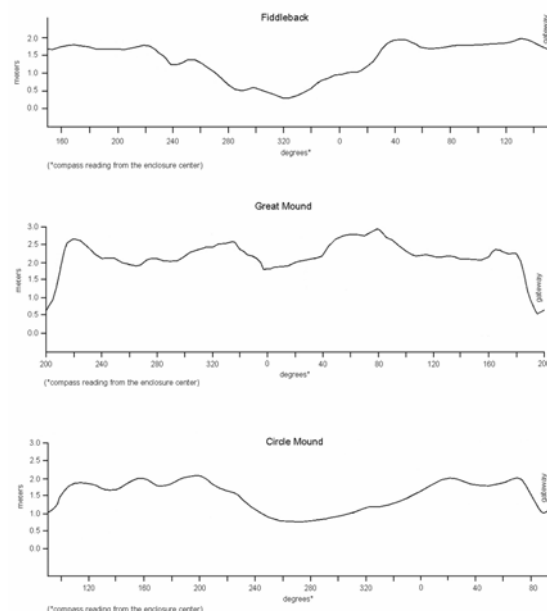 Fiddleback
gateway
meters
2.0
1.5
1.0
0.5
0.0
160 200 240 280 320 0 40 80 120
degrees*
(*compass reading from the enclosure center)
Great Mound
gateway
meters
3.0
2.5
2.0
1.5
1.0
0.5
0.0
200 240 280 320 0 40 80 120 160 200
degrees*
(*compass reading from the enclosure center)
Circle Mound
gateway
meters
3.0
2.5
2.0
1.5
1.0
0.5
0.0
120 160 200 240 280 320 0 40 80
degrees*
(*compass reading from the enclosure center)